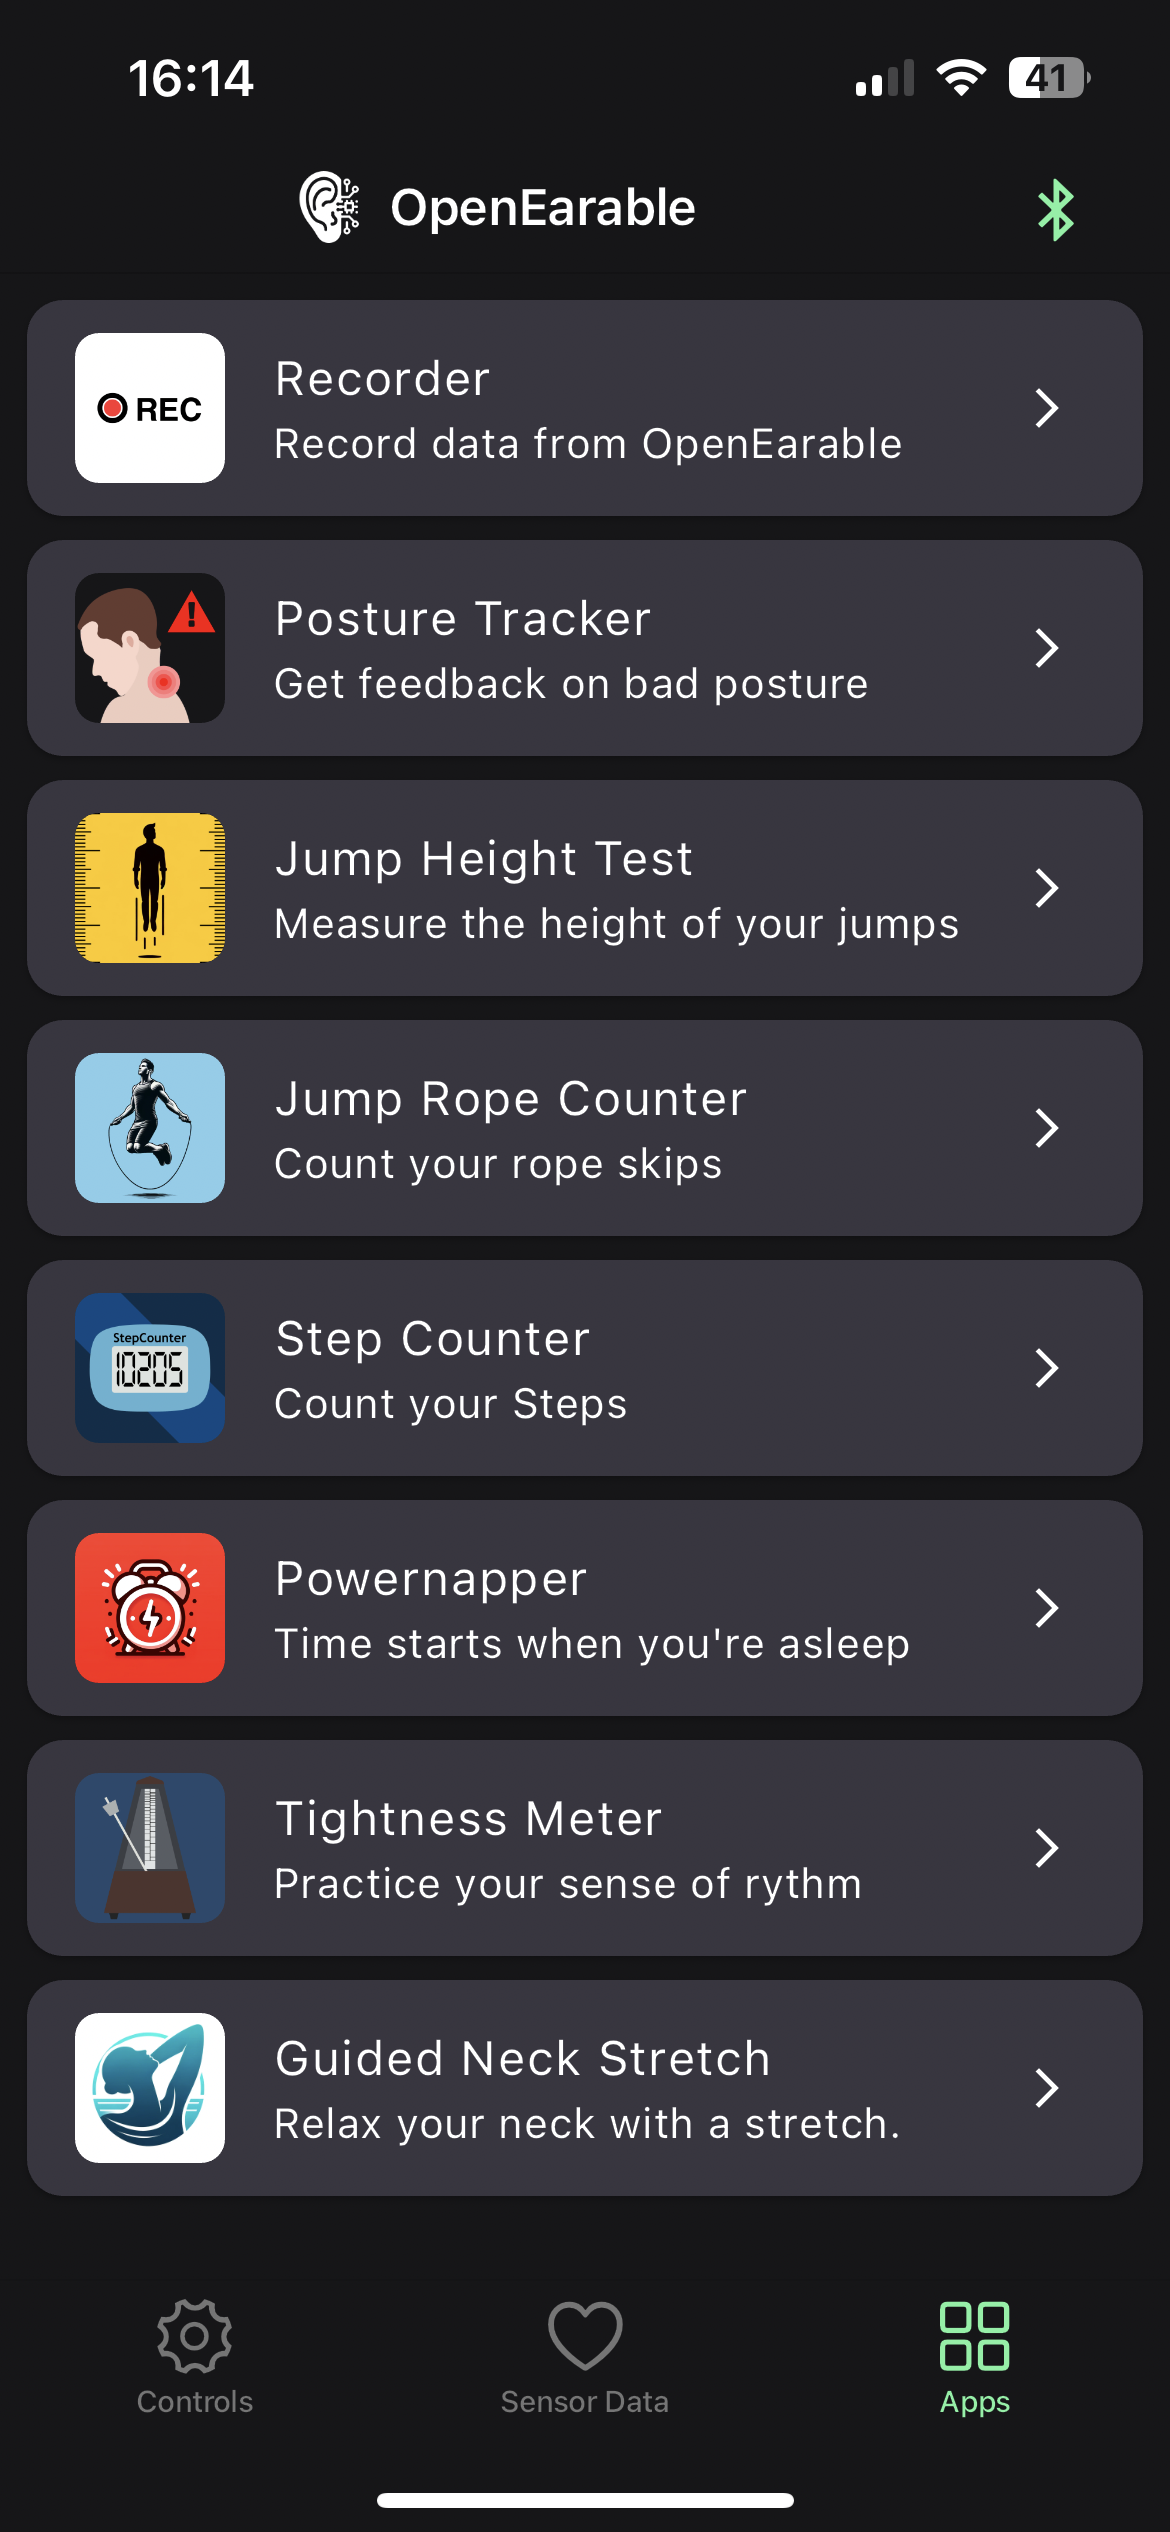 16:14
41
OpenEarable
REC
Recorder
Record data from OpenEarable
Posture Tracker
Get feedback on bad posture
Jump Height Test
Measure the height of your jumps
Jump Rope Counter
Count your rope skips
StepCounter
10205
Step Counter
Count your Steps
Powernapper
Time starts when you're asleep
Tightness Meter
Practice your sense of rythm
Guided Neck Stretch
Relax your neck with a stretch.
Controls
Sensor Data
Apps